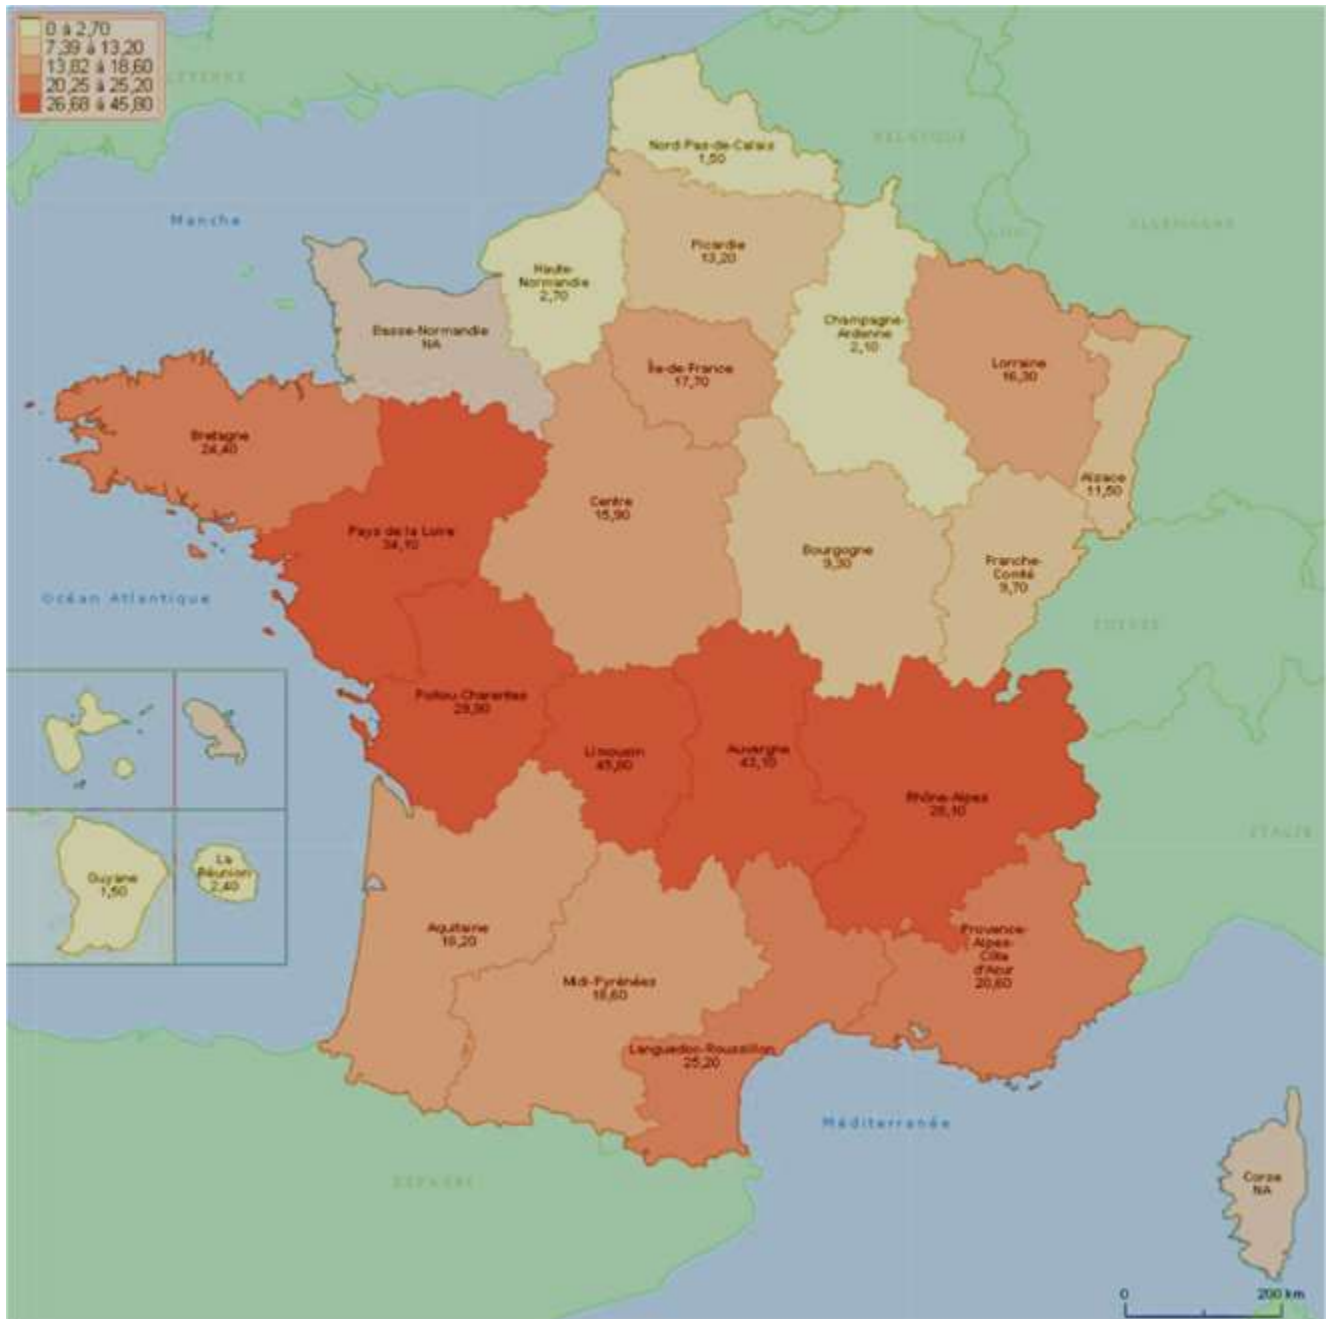 0 à 2,70
7,39 à 13,20
13,82 à 18,60
20,25 à 25,20
26,68 à 45,80
BELGIQUE
ALLEMAGNE
Manche
Nord-Pas-de-Calais
1,50
Picardie
13,20
Haute-
Normandie
2,70
Basse-Normandie
NA
Champagne-
Ardenne
2,10
Île-de-France
17,70
Lorraine
16,30
Alsace
11,50
Bretagne
24,40
Pays de la Loire
34,10
Centre
15,90
Bourgogne
9,30
Franche-
Comté
9,70
Océan Atlantique
SUISSE
Poitou-Charentes
29,90
Limousin
45,80
Auvergne
43,10
Rhône-Alpes
28,10
ITALIE
Guyane
1,50
La
Réunion
2,40
Aquitaine
Midi-Pyrénées
18,60
Provence-
Alpes-
Côte
d'Azur
20,60
Languedoc-Roussillon
25,20
Méditerranée
ESPAGNE
Corse
NA
0 200 km